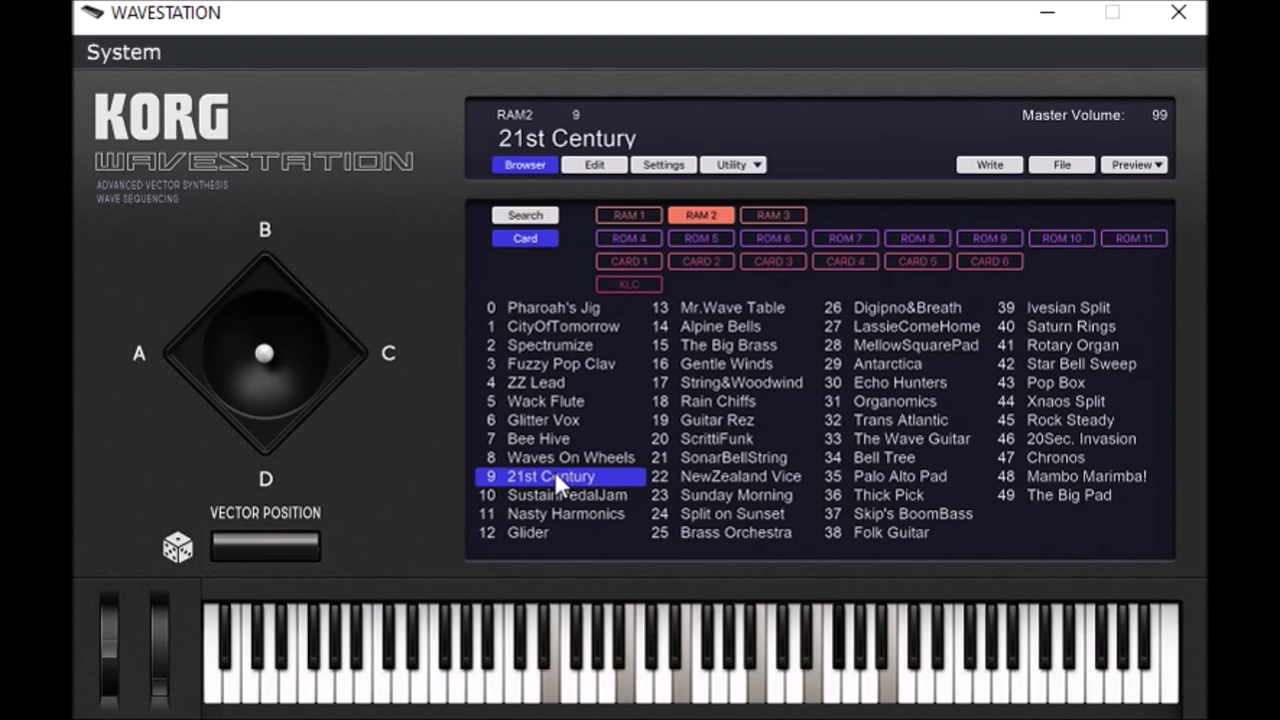 WAVESTATION
System
KORG
WAVESTATION
ADVANCED VECTOR SYNTHESIS
WAVE SEQUENCING
RAM2 9 Master Volume: 99
21st Century
Browser Edit Settings Utility Write File Preview
Search RAM 1 RAM 2 RAM 3
Card ROM 4 ROM 5 ROM 6 ROM 7 ROM 8 ROM 9 ROM 10 ROM 11
CARD 1 CARD 2 CARD 3 CARD 4 CARD 5 CARD 6
KLC
0 Pharoah's Jig 13 Mr.Wave Table 26 Digipno&Breath 39 Ivesian Split
1 CityOfTomorrow 14 Alpine Bells 27 LassieComeHome 40 Saturn Rings
2 Spectrumize 15 The Big Brass 28 MellowSquarePad 41 Rotary Organ
3 Fuzzy Pop Clav 16 Gentle Winds 29 Antarctica 42 Star Bell Sweep
4 ZZ Lead 17 String&Woodwind 30 Echo Hunters 43 Pop Box
5 Wack Flute 18 Rain Chiffs 31 Organomics 44 Xnaos Split
6 Glitter Vox 19 Guitar Rez 32 Trans Atlantic 45 Rock Steady
7 Bee Hive 20 ScrittiFunk 33 The Wave Guitar 46 20Sec. Invasion
8 Waves On Wheels 21 SonarBellString 34 Bell Tree 47 Chronos
9 21st Century 22 NewZealand Vice 35 Palo Alto Pad 48 Mambo Marimba!
10 SustainPedalJam 23 Sunday Morning 36 Thick Pick 49 The Big Pad
11 Nasty Harmonics 24 Split on Sunset 37 Skip's BoomBass
12 Glider 25 Brass Orchestra 38 Folk Guitar
B
A C
D
VECTOR POSITION